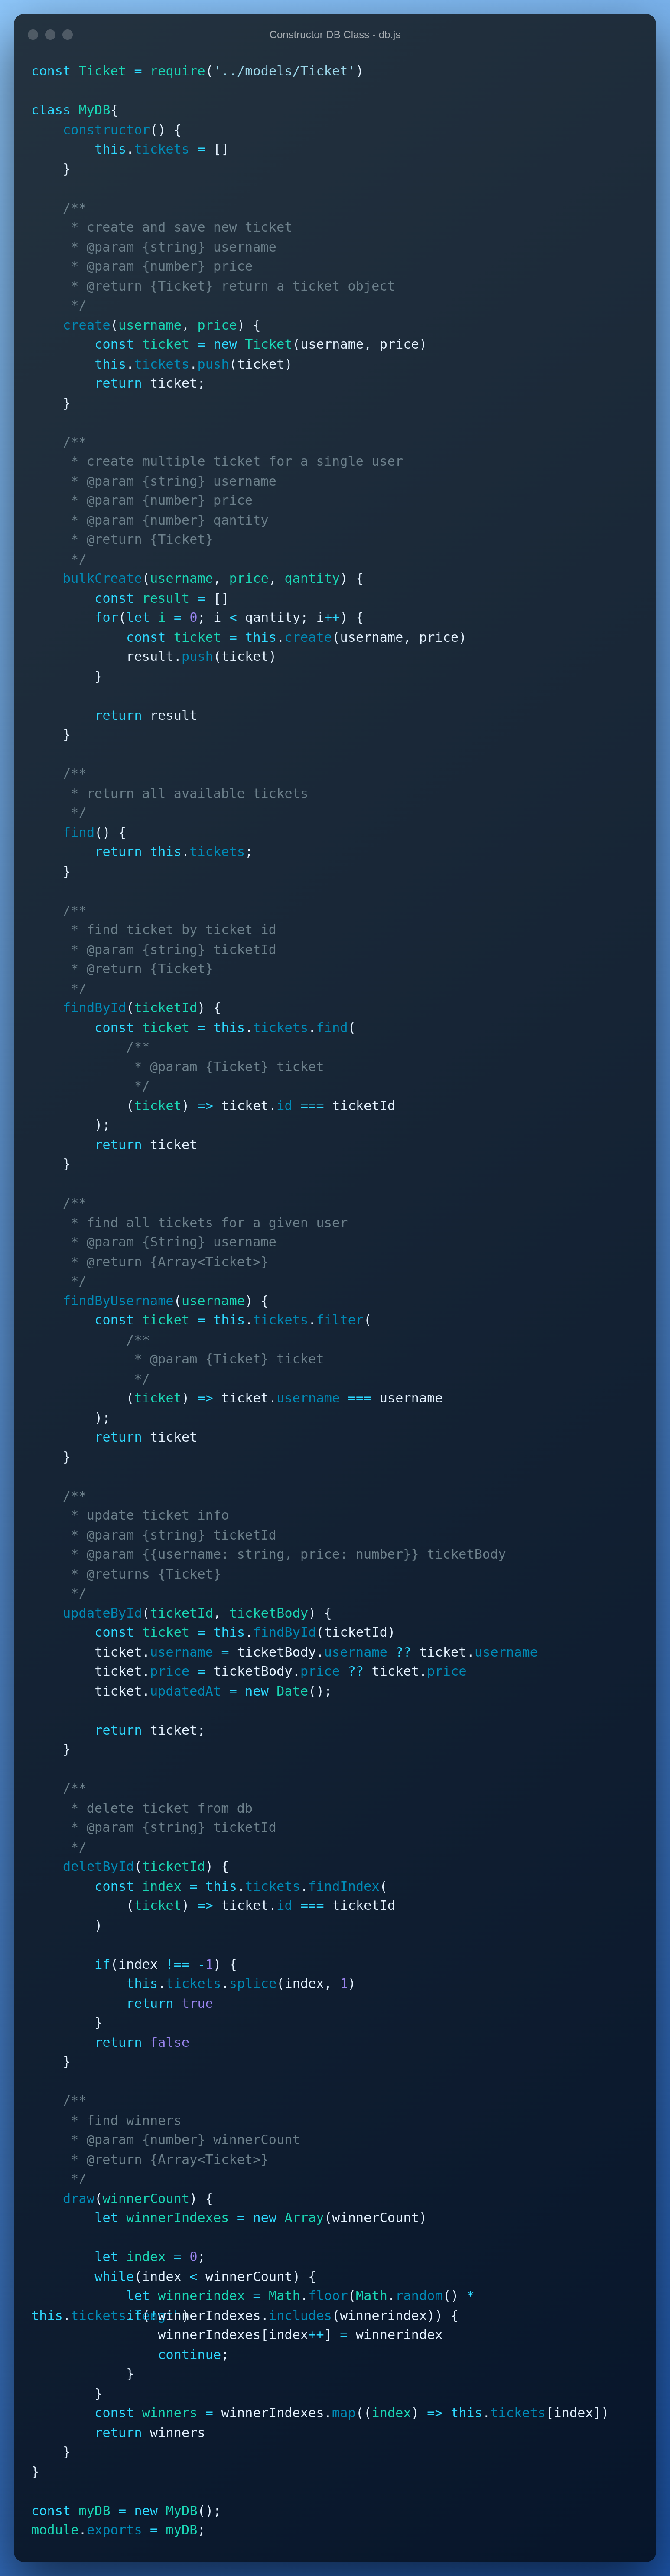 Constructor DB Class - db.js
const Ticket = require('../models/Ticket')

class MyDB{
    constructor() {
        this.tickets = []
    }

    /**
     * create and save new ticket
     * @param {string} username
     * @param {number} price
     * @return {Ticket} return a ticket object
     */
    create(username, price) {
        const ticket = new Ticket(username, price)
        this.tickets.push(ticket)
        return ticket;
    }

    /**
     * create multiple ticket for a single user
     * @param {string} username
     * @param {number} price
     * @param {number} qantity
     * @return {Ticket}
     */
    bulkCreate(username, price, qantity) {
        const result = []
        for(let i = 0; i < qantity; i++) {
            const ticket = this.create(username, price)
            result.push(ticket)
        }

        return result
    }

    /**
     * return all available tickets
     */
    find() {
        return this.tickets;
    }

    /**
     * find ticket by ticket id
     * @param {string} ticketId
     * @return {Ticket}
     */
    findById(ticketId) {
        const ticket = this.tickets.find(
            /**
             * @param {Ticket} ticket
             */
            (ticket) => ticket.id === ticketId
        );
        return ticket
    }

    /**
     * find all tickets for a given user
     * @param {String} username
     * @return {Array<Ticket>}
     */
    findByUsername(username) {
        const ticket = this.tickets.filter(
            /**
             * @param {Ticket} ticket
             */
            (ticket) => ticket.username === username
        );
        return ticket
    }

    /**
     * update ticket info
     * @param {string} ticketId
     * @param {{username: string, price: number}} ticketBody
     * @returns {Ticket}
     */
    updateById(ticketId, ticketBody) {
        const ticket = this.findById(ticketId)
        ticket.username = ticketBody.username ?? ticket.username
        ticket.price = ticketBody.price ?? ticket.price
        ticket.updatedAt = new Date();

        return ticket;
    }

    /**
     * delete ticket from db
     * @param {string} ticketId
     */
    deletById(ticketId) {
        const index = this.tickets.findIndex(
            (ticket) => ticket.id === ticketId
        )

        if(index !== -1) {
            this.tickets.splice(index, 1)
            return true
        }
        return false
    }

    /**
     * find winners
     * @param {number} winnerCount
     * @return {Array<Ticket>}
     */
    draw(winnerCount) {
        let winnerIndexes = new Array(winnerCount)

        let index = 0;
        while(index < winnerCount) {
            let winnerindex = Math.floor(Math.random() *
this.tickets.length)
            if(!winnerIndexes.includes(winnerindex)) {
                winnerIndexes[index++] = winnerindex
                continue;
            }
        }
        const winners = winnerIndexes.map((index) => this.tickets[index])
        return winners
    }
}

const myDB = new MyDB();
module.exports = myDB;